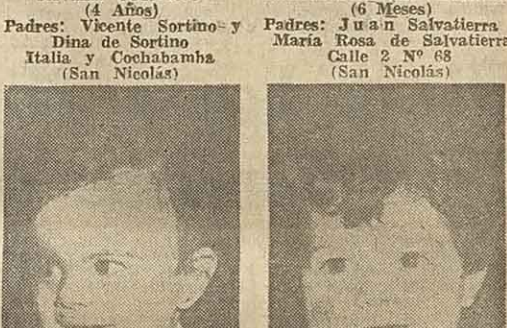 (4 Años)
Padres: Vicente Sortino y
Dina de Sortino
Italia y Cochabamba
(San Nicolás)
(6 Meses)
Padres: Juan Salvatierra
María Rosa de Salvatierra
Calle 2 Nº 68
(San Nicolás)